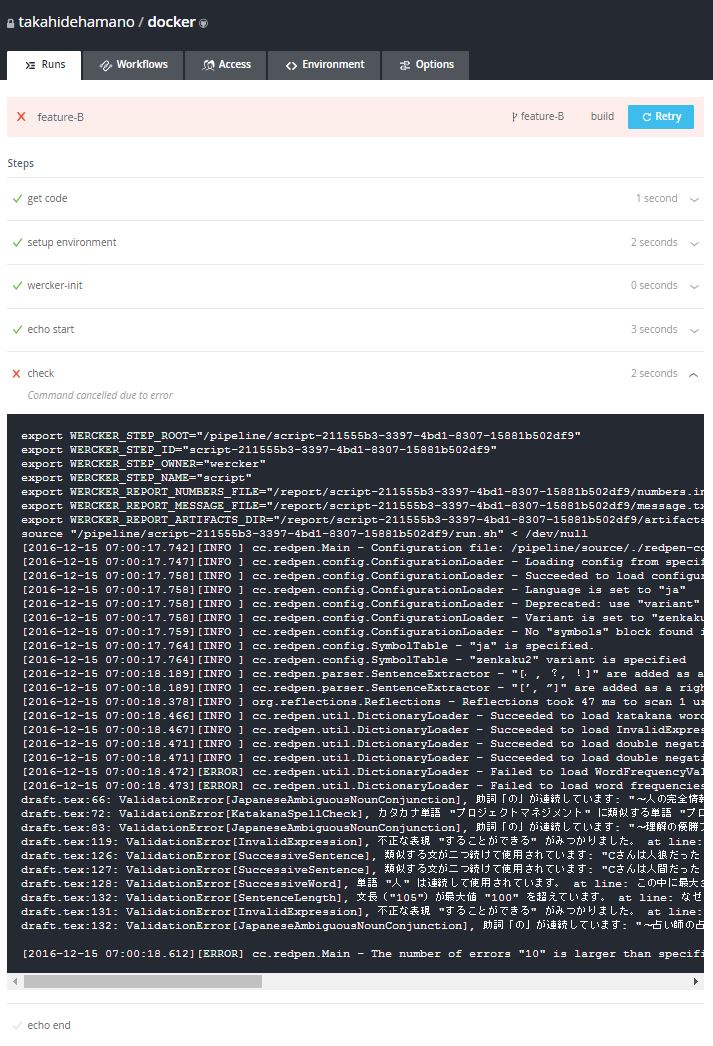 takahidehamano / docker
Runs
Workflows
Access
Environment
Options
feature-B
feature-B
build
Retry
Steps
get code
1 second
setup environment
2 seconds
wercker-init
0 seconds
echo start
3 seconds
check
2 seconds
Command cancelled due to error
export WERCKER_STEP_ROOT="/pipeline/script-211555b3-3397-4bd1-8307-15881b502df9"
export WERCKER_STEP_ID="script-211555b3-3397-4bd1-8307-15881b502df9"
export WERCKER_STEP_OWNER="wercker"
export WERCKER_STEP_NAME="script"
export WERCKER_REPORT_NUMBERS_FILE="/report/script-211555b3-3397-4bd1-8307-15881b502df9/numbers.in
export WERCKER_REPORT_MESSAGE_FILE="/report/script-211555b3-3397-4bd1-8307-15881b502df9/message.tx
export WERCKER_REPORT_ARTIFACTS_DIR="/report/script-211555b3-3397-4bd1-8307-15881b502df9/artifacts
source "/pipeline/script-211555b3-3397-4bd1-8307-15881b502df9/run.sh" < /dev/null
[2016-12-15 07:00:17.742][INFO ] cc.redpen.Main - Configuration file: /pipeline/source/./redpen-co
[2016-12-15 07:00:17.747][INFO ] cc.redpen.config.ConfigurationLoader - Loading config from specif
[2016-12-15 07:00:17.758][INFO ] cc.redpen.config.ConfigurationLoader - Succeeded to load configur
[2016-12-15 07:00:17.758][INFO ] cc.redpen.config.ConfigurationLoader - Language is set to "ja"
[2016-12-15 07:00:17.758][INFO ] cc.redpen.config.ConfigurationLoader - Deprecated: use "variant"
[2016-12-15 07:00:17.758][INFO ] cc.redpen.config.ConfigurationLoader - Variant is set to "zenkaku
[2016-12-15 07:00:17.759][INFO ] cc.redpen.config.ConfigurationLoader - No "symbols" block found i
[2016-12-15 07:00:17.764][INFO ] cc.redpen.config.SymbolTable - "ja" is specified.
[2016-12-15 07:00:17.764][INFO ] cc.redpen.config.SymbolTable - "zenkaku2" variant is specified
[2016-12-15 07:00:18.189][INFO ] cc.redpen.parser.SentenceExtractor - "[．, ？, ！]" are added as a
[2016-12-15 07:00:18.189][INFO ] cc.redpen.parser.SentenceExtractor - "[’, ”]" are added as a righ
[2016-12-15 07:00:18.378][INFO ] org.reflections.Reflections - Reflections took 47 ms to scan 1 ur
[2016-12-15 07:00:18.466][INFO ] cc.redpen.util.DictionaryLoader - Succeeded to load katakana word
[2016-12-15 07:00:18.467][INFO ] cc.redpen.util.DictionaryLoader - Succeeded to load InvalidExpres
[2016-12-15 07:00:18.471][INFO ] cc.redpen.util.DictionaryLoader - Succeeded to load double negati
[2016-12-15 07:00:18.471][INFO ] cc.redpen.util.DictionaryLoader - Succeeded to load double negati
[2016-12-15 07:00:18.472][ERROR] cc.redpen.util.DictionaryLoader - Failed to load WordFrequencyVal
[2016-12-15 07:00:18.473][ERROR] cc.redpen.util.DictionaryLoader - Failed to load word frequencies
draft.tex:66: ValidationError[JapaneseAmbiguousNounConjunction], 助詞「の」が連続しています: "～人の完全情報
draft.tex:72: ValidationError[KatakanaSpellCheck], カタカナ単語 "プロジェクトマネジメント" に類似する単語 "プロ
draft.tex:83: ValidationError[JapaneseAmbiguousNounConjunction], 助詞「の」が連続しています: "～理解の優勝プ
draft.tex:119: ValidationError[InvalidExpression], 不正な表現 "することができる" がみつかりました。 at line:
draft.tex:126: ValidationError[SuccessiveSentence], 類似する文が二つ続けて使用されています: "Cさんは人狼だった
draft.tex:127: ValidationError[SuccessiveSentence], 類似する文が二つ続けて使用されています: "Cさんは人間だった
draft.tex:128: ValidationError[SuccessiveWord], 単語 "人" は連続して使用されています。 at line: この中に最大3
draft.tex:132: ValidationError[SentenceLength], 文長 ("105") が最大値 "100" を超えています。 at line: なぜ
draft.tex:131: ValidationError[InvalidExpression], 不正な表現 "することができる" がみつかりました。 at line:
draft.tex:132: ValidationError[JapaneseAmbiguousNounConjunction], 助詞「の」が連続しています: "～占い師の占
[2016-12-15 07:00:18.612][ERROR] cc.redpen.Main - The number of errors "10" is larger than specifi
echo end